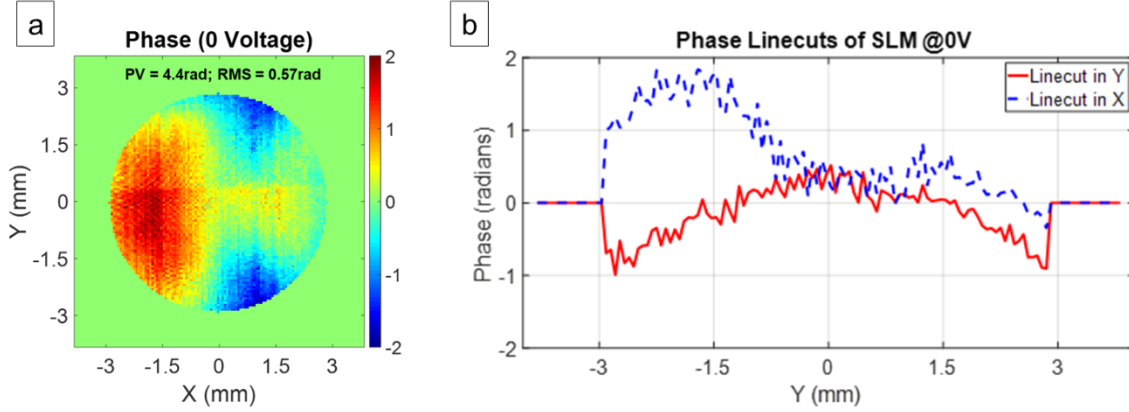 a
Phase (0 Voltage)
PV = 4.4rad; RMS = 0.57rad
Y (mm)
3
1.5
0
-1.5
-3
-3
-1.5
0
1.5
3
X (mm)
2
1
0
-1
-2
b
Phase Linecuts of SLM @0V
Linecut in Y
Linecut in X
Phase (radians)
2
1
0
-1
-2
-3
-1.5
0
1.5
3
Y (mm)